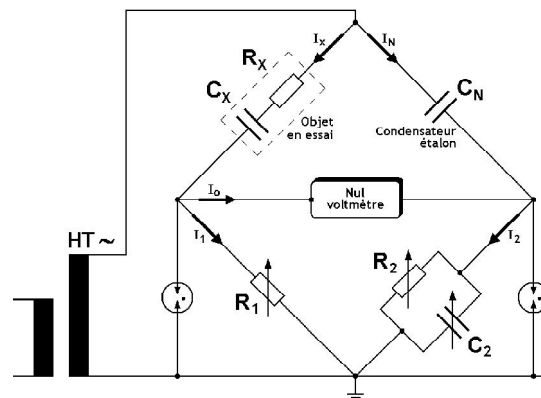 I_X
I_N
R_X
C_X
C_N
Objet
en essai
Condensateur
étalon
I_o
Nul
voltmètre
HT ~
I_1
I_2
R_1
R_2
C_2